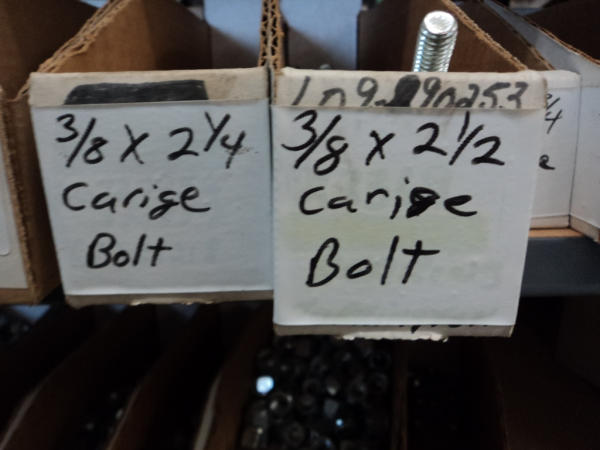 3/8 X 2 1/4
Carige
Bolt
3/8 X 2 1/2
Carige
Bolt